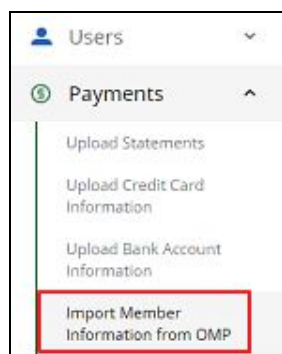 Users
Payments
Upload Statements
Upload Credit Card
Information
Upload Bank Account
Information
Import Member
Information from OMP